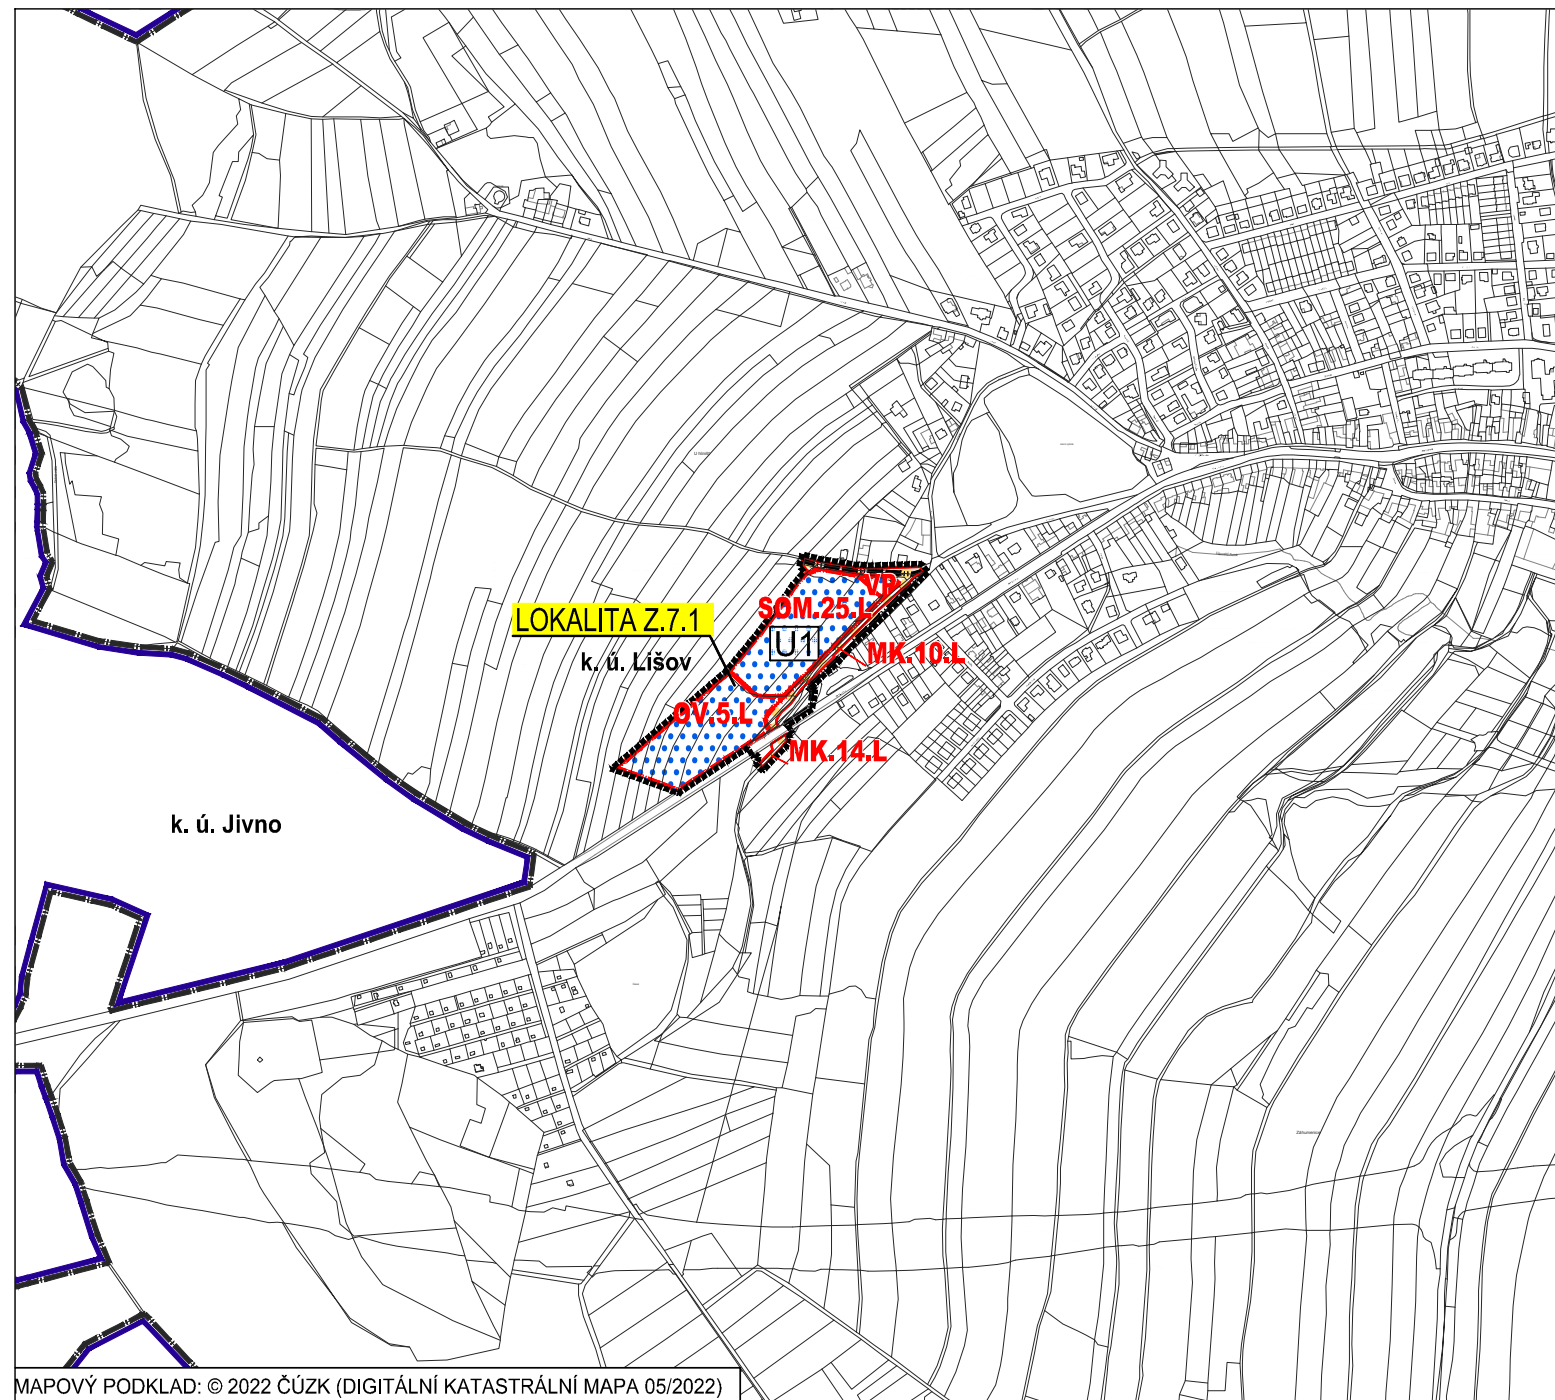 VP
SOM.25.L
LOKALITA Z.7.1
U1
k. ú. Lišov
MK.10.L
OV.5.L
MK.14.L
k. ú. Jivno
MAPOVÝ PODKLAD: © 2022 ČÚZK (DIGITÁLNÍ KATASTRÁLNÍ MAPA 05/2022)